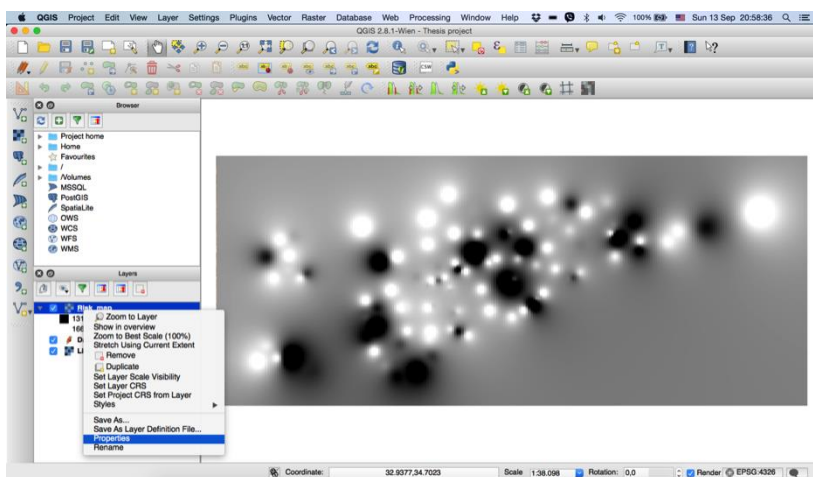 QGIS Project Edit View Layer Settings Plugins Vector Raster Database Web Processing Window Help 100% Sun 13 Sep 20:58:36
QGIS 2.8.1-Wien - Thesis project
Browser
Project home
Home
Favourites
/
/Volumes
MSSQL
PostGIS
SpatiaLite
OWS
WCS
WFS
WMS
Layers
Risk_map
131
166
D
Li
Zoom to Layer
Show in overview
Zoom to Best Scale (100%)
Stretch Using Current Extent
Remove
Duplicate
Set Layer Scale Visibility
Set Layer CRS
Set Project CRS from Layer
Styles
Save As...
Save As Layer Definition File...
Properties
Rename
Coordinate: 32.9377,34.7023 Scale 1:38.098 Rotation: 0,0 Render EPSG:4326